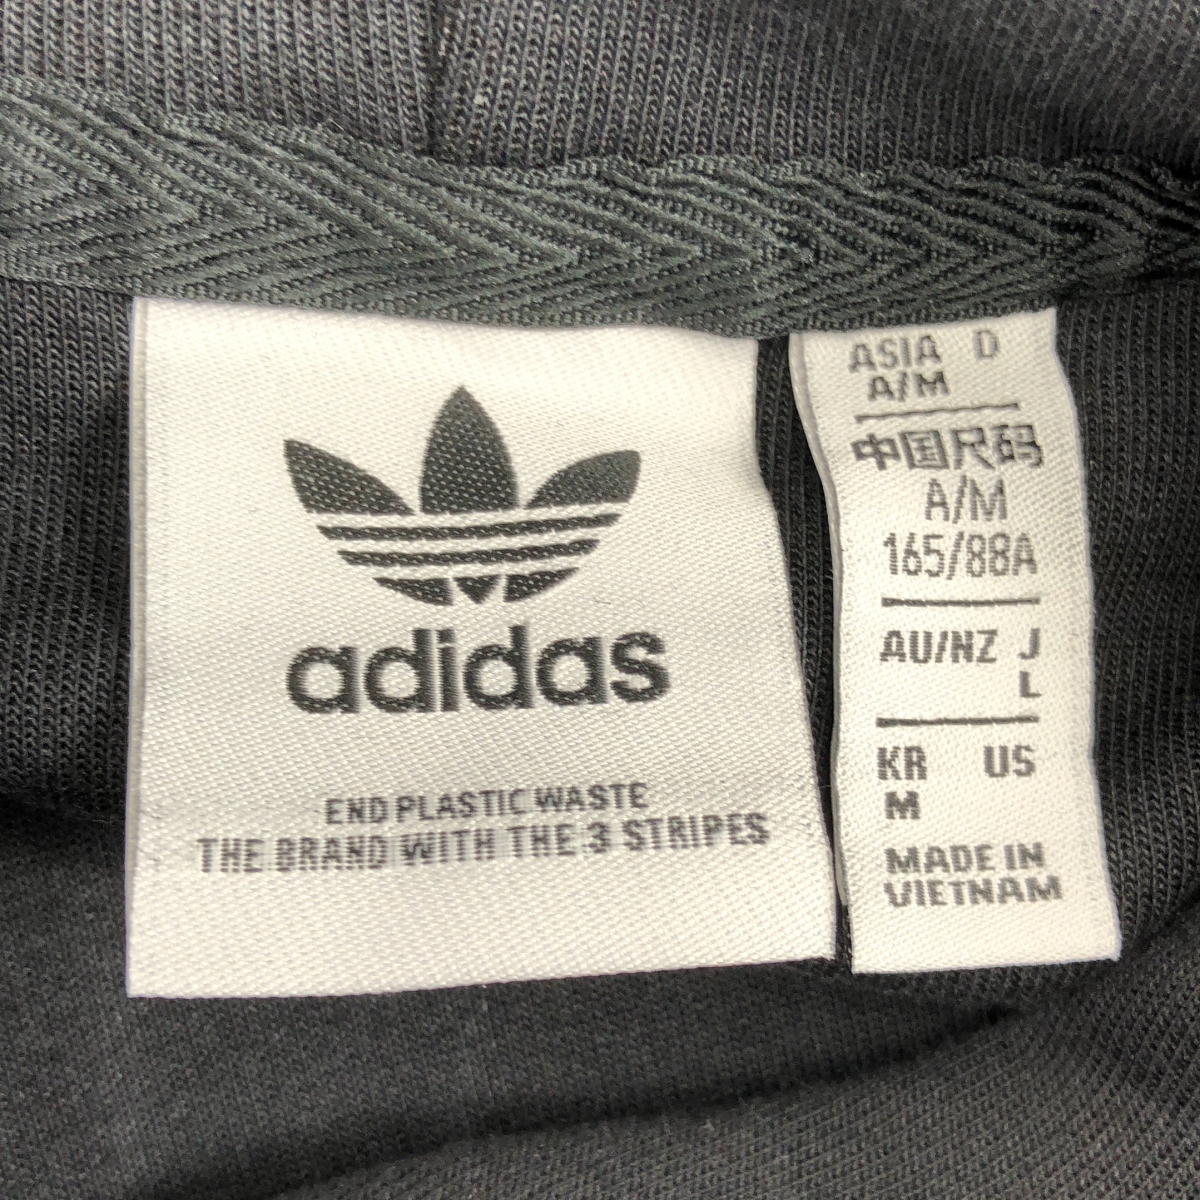 adidas
END PLASTIC WASTE
THE BRAND WITH THE 3 STRIPES
ASIA D
A/M
中国尺码
A/M
165/88A
AU/NZ J
L
KR US
M
MADE IN
VIETNAM